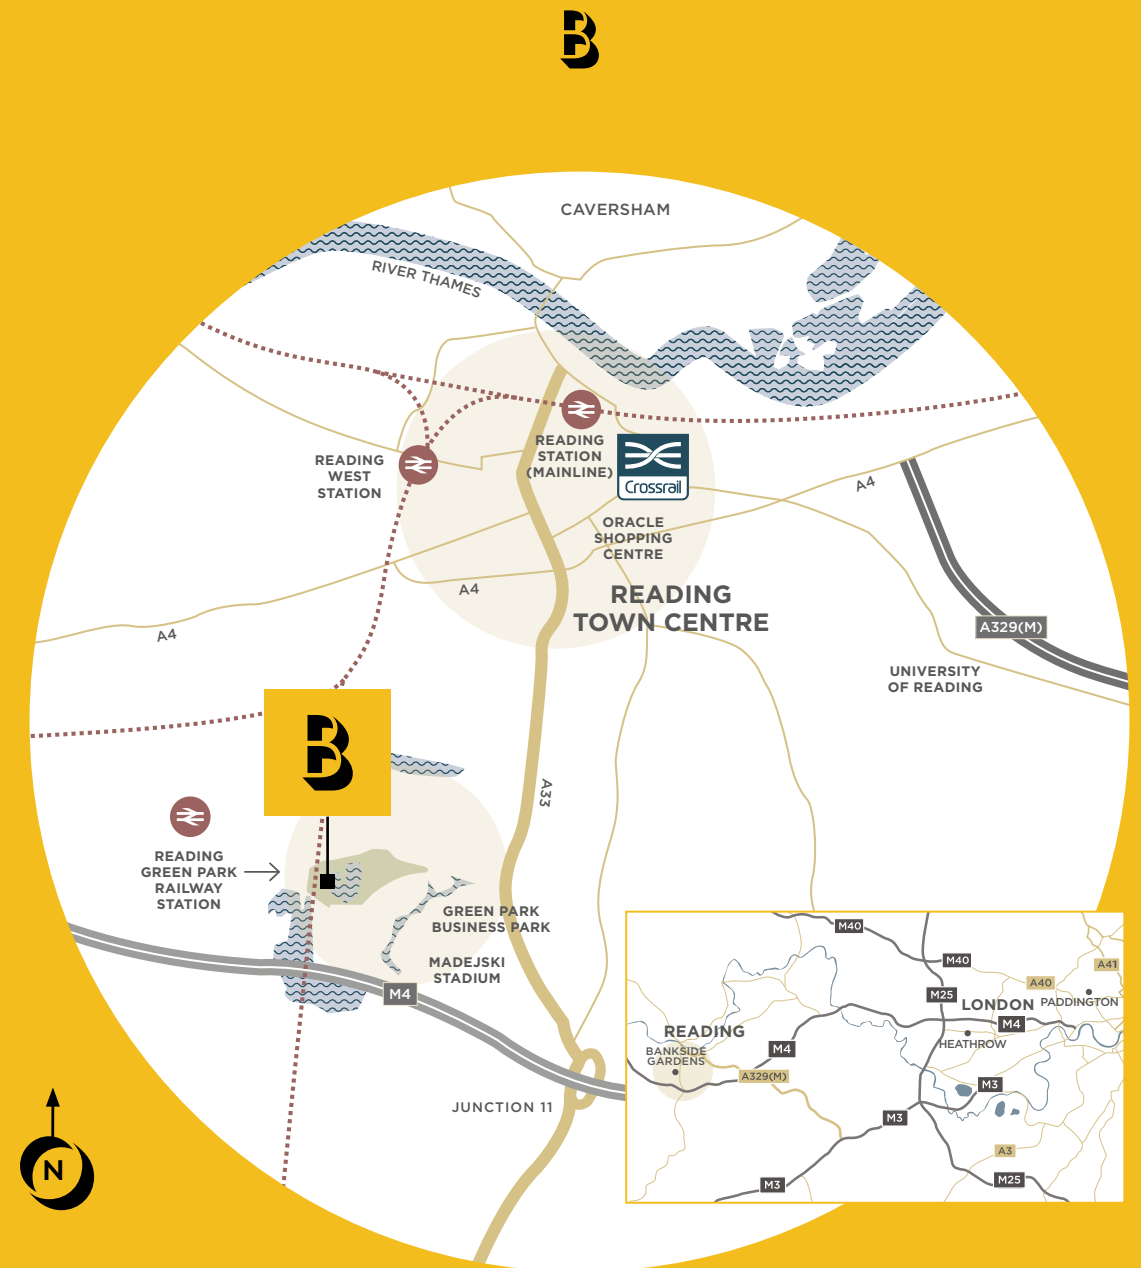 B
CAVERSHAM
RIVER THAMES
READING
STATION
(MAINLINE)
READING
WEST
STATION
Crossrail
A4
ORACLE
SHOPPING
CENTRE
A4
READING
TOWN CENTRE
A4
A329(M)
UNIVERSITY
OF READING
B
A33
READING
GREEN PARK
RAILWAY
STATION
GREEN PARK
BUSINESS PARK
MADEJSKI
STADIUM
M4
JUNCTION 11
N
M40
M40
A41
A40
M25
LONDON
PADDINGTON
M4
READING
HEATHROW
M4
BANKSIDE
GARDENS
A329(M)
M3
M3
A3
M25
M3